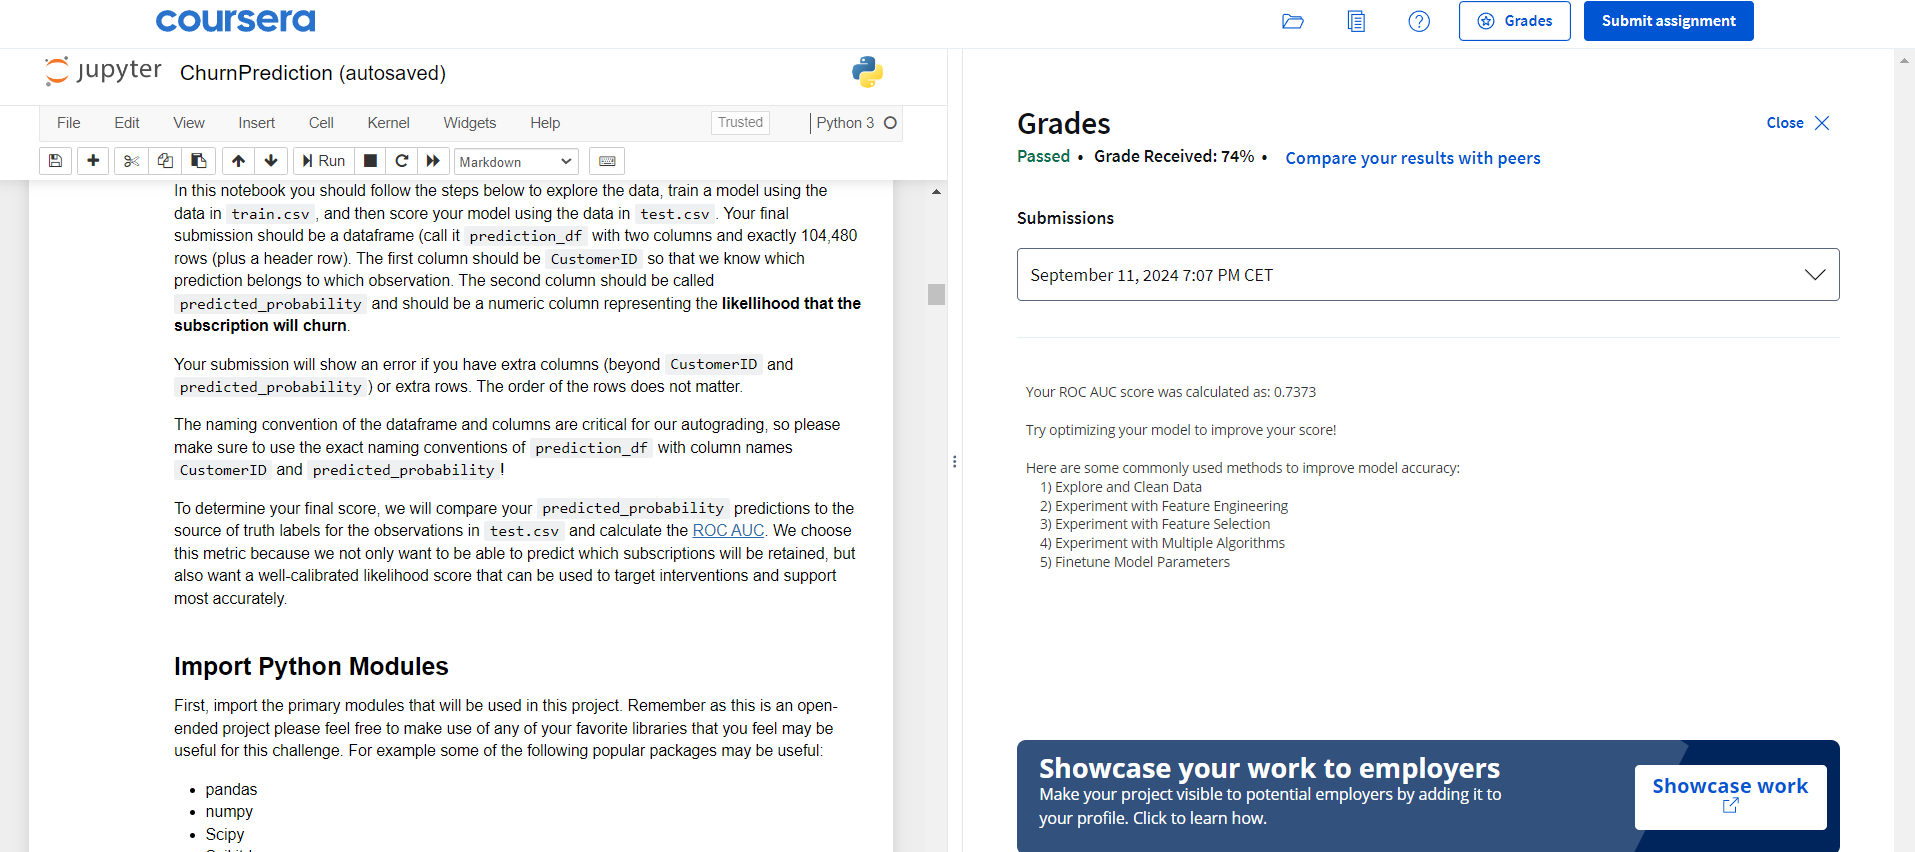 coursera
Grades
Submit assignment
jupyter ChurnPrediction (autosaved)
File Edit View Insert Cell Kernel Widgets Help Trusted Python 3
Run Markdown
In this notebook you should follow the steps below to explore the data, train a model using the
data in train.csv , and then score your model using the data in test.csv . Your final
submission should be a dataframe (call it prediction_df with two columns and exactly 104,480
rows (plus a header row). The first column should be CustomerID so that we know which
prediction belongs to which observation. The second column should be called
predicted_probability and should be a numeric column representing the likellihood that the
subscription will churn.
Your submission will show an error if you have extra columns (beyond CustomerID and
predicted_probability ) or extra rows. The order of the rows does not matter.
The naming convention of the dataframe and columns are critical for our autograding, so please
make sure to use the exact naming conventions of prediction_df with column names
CustomerID and predicted_probability !
To determine your final score, we will compare your predicted_probability predictions to the
source of truth labels for the observations in test.csv and calculate the ROC AUC. We choose
this metric because we not only want to be able to predict which subscriptions will be retained, but
also want a well-calibrated likelihood score that can be used to target interventions and support
most accurately.
Import Python Modules
First, import the primary modules that will be used in this project. Remember as this is an open-
ended project please feel free to make use of any of your favorite libraries that you feel may be
useful for this challenge. For example some of the following popular packages may be useful:
• pandas
• numpy
• Scipy
Grades
Close
Passed • Grade Received: 74% • Compare your results with peers
Submissions
September 11, 2024 7:07 PM CET
Your ROC AUC score was calculated as: 0.7373
Try optimizing your model to improve your score!
Here are some commonly used methods to improve model accuracy:
1) Explore and Clean Data
2) Experiment with Feature Engineering
3) Experiment with Feature Selection
4) Experiment with Multiple Algorithms
5) Finetune Model Parameters
Showcase your work to employers
Make your project visible to potential employers by adding it to
your profile. Click to learn how.
Showcase work